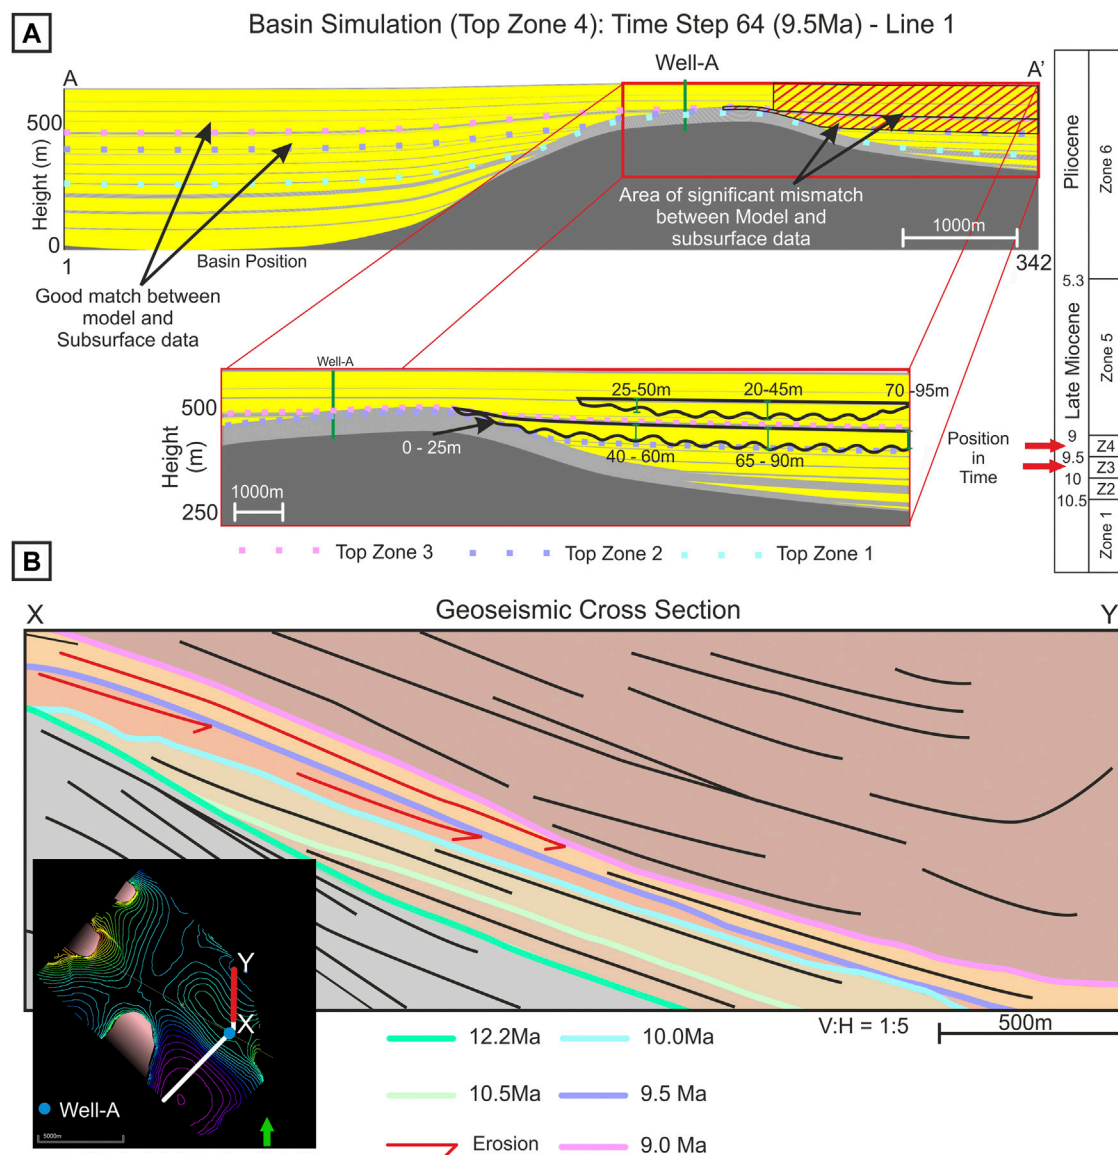 A
Basin Simulation (Top Zone 4): Time Step 64 (9.5Ma) - Line 1
A
Well-A
A'
500
Height (m)
0
1
Basin Position
342
1000m
Good match between
model and
Subsurface data
Area of significant mismatch
between Model and
subsurface data
Pliocene
Zone 6
5.3
Late Miocene
Zone 5
9
Z4
9.5
Z3
10
Z2
10.5
Zone 1
Position
in
Time
Well-A
500
Height
(m)
250
1000m
0 - 25m
25-50m
20-45m
70 -95m
40 - 60m
65 - 90m
Top Zone 3
Top Zone 2
Top Zone 1
B
X
Geoseismic Cross Section
Y
Y
X
Well-A
5000m
V:H = 1:5
500m
12.2Ma
10.0Ma
10.5Ma
9.5 Ma
Erosion
9.0 Ma